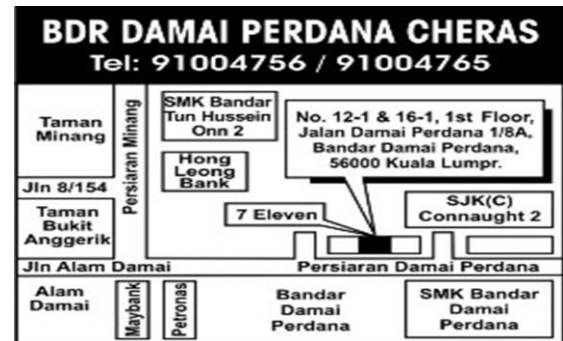 BDR DAMAI PERDANA CHERAS
Tel: 91004756 / 91004765
Taman
Minang
Persiaran Minang
SMK Bandar
Tun Hussein
Onn 2
No. 12-1 & 16-1, 1st Floor,
Jalan Damai Perdana 1/8A,
Bandar Damai Perdana,
56000 Kuala Lumpr.
Hong
Leong
Bank
Jln 8/154
Taman
Bukit
Anggerik
7 Eleven
SJK(C)
Connaught 2
Jln Alam Damai
Persiaran Damai Perdana
Alam
Damai
Maybank
Petronas
Bandar
Damai
Perdana
SMK Bandar
Damai
Perdana